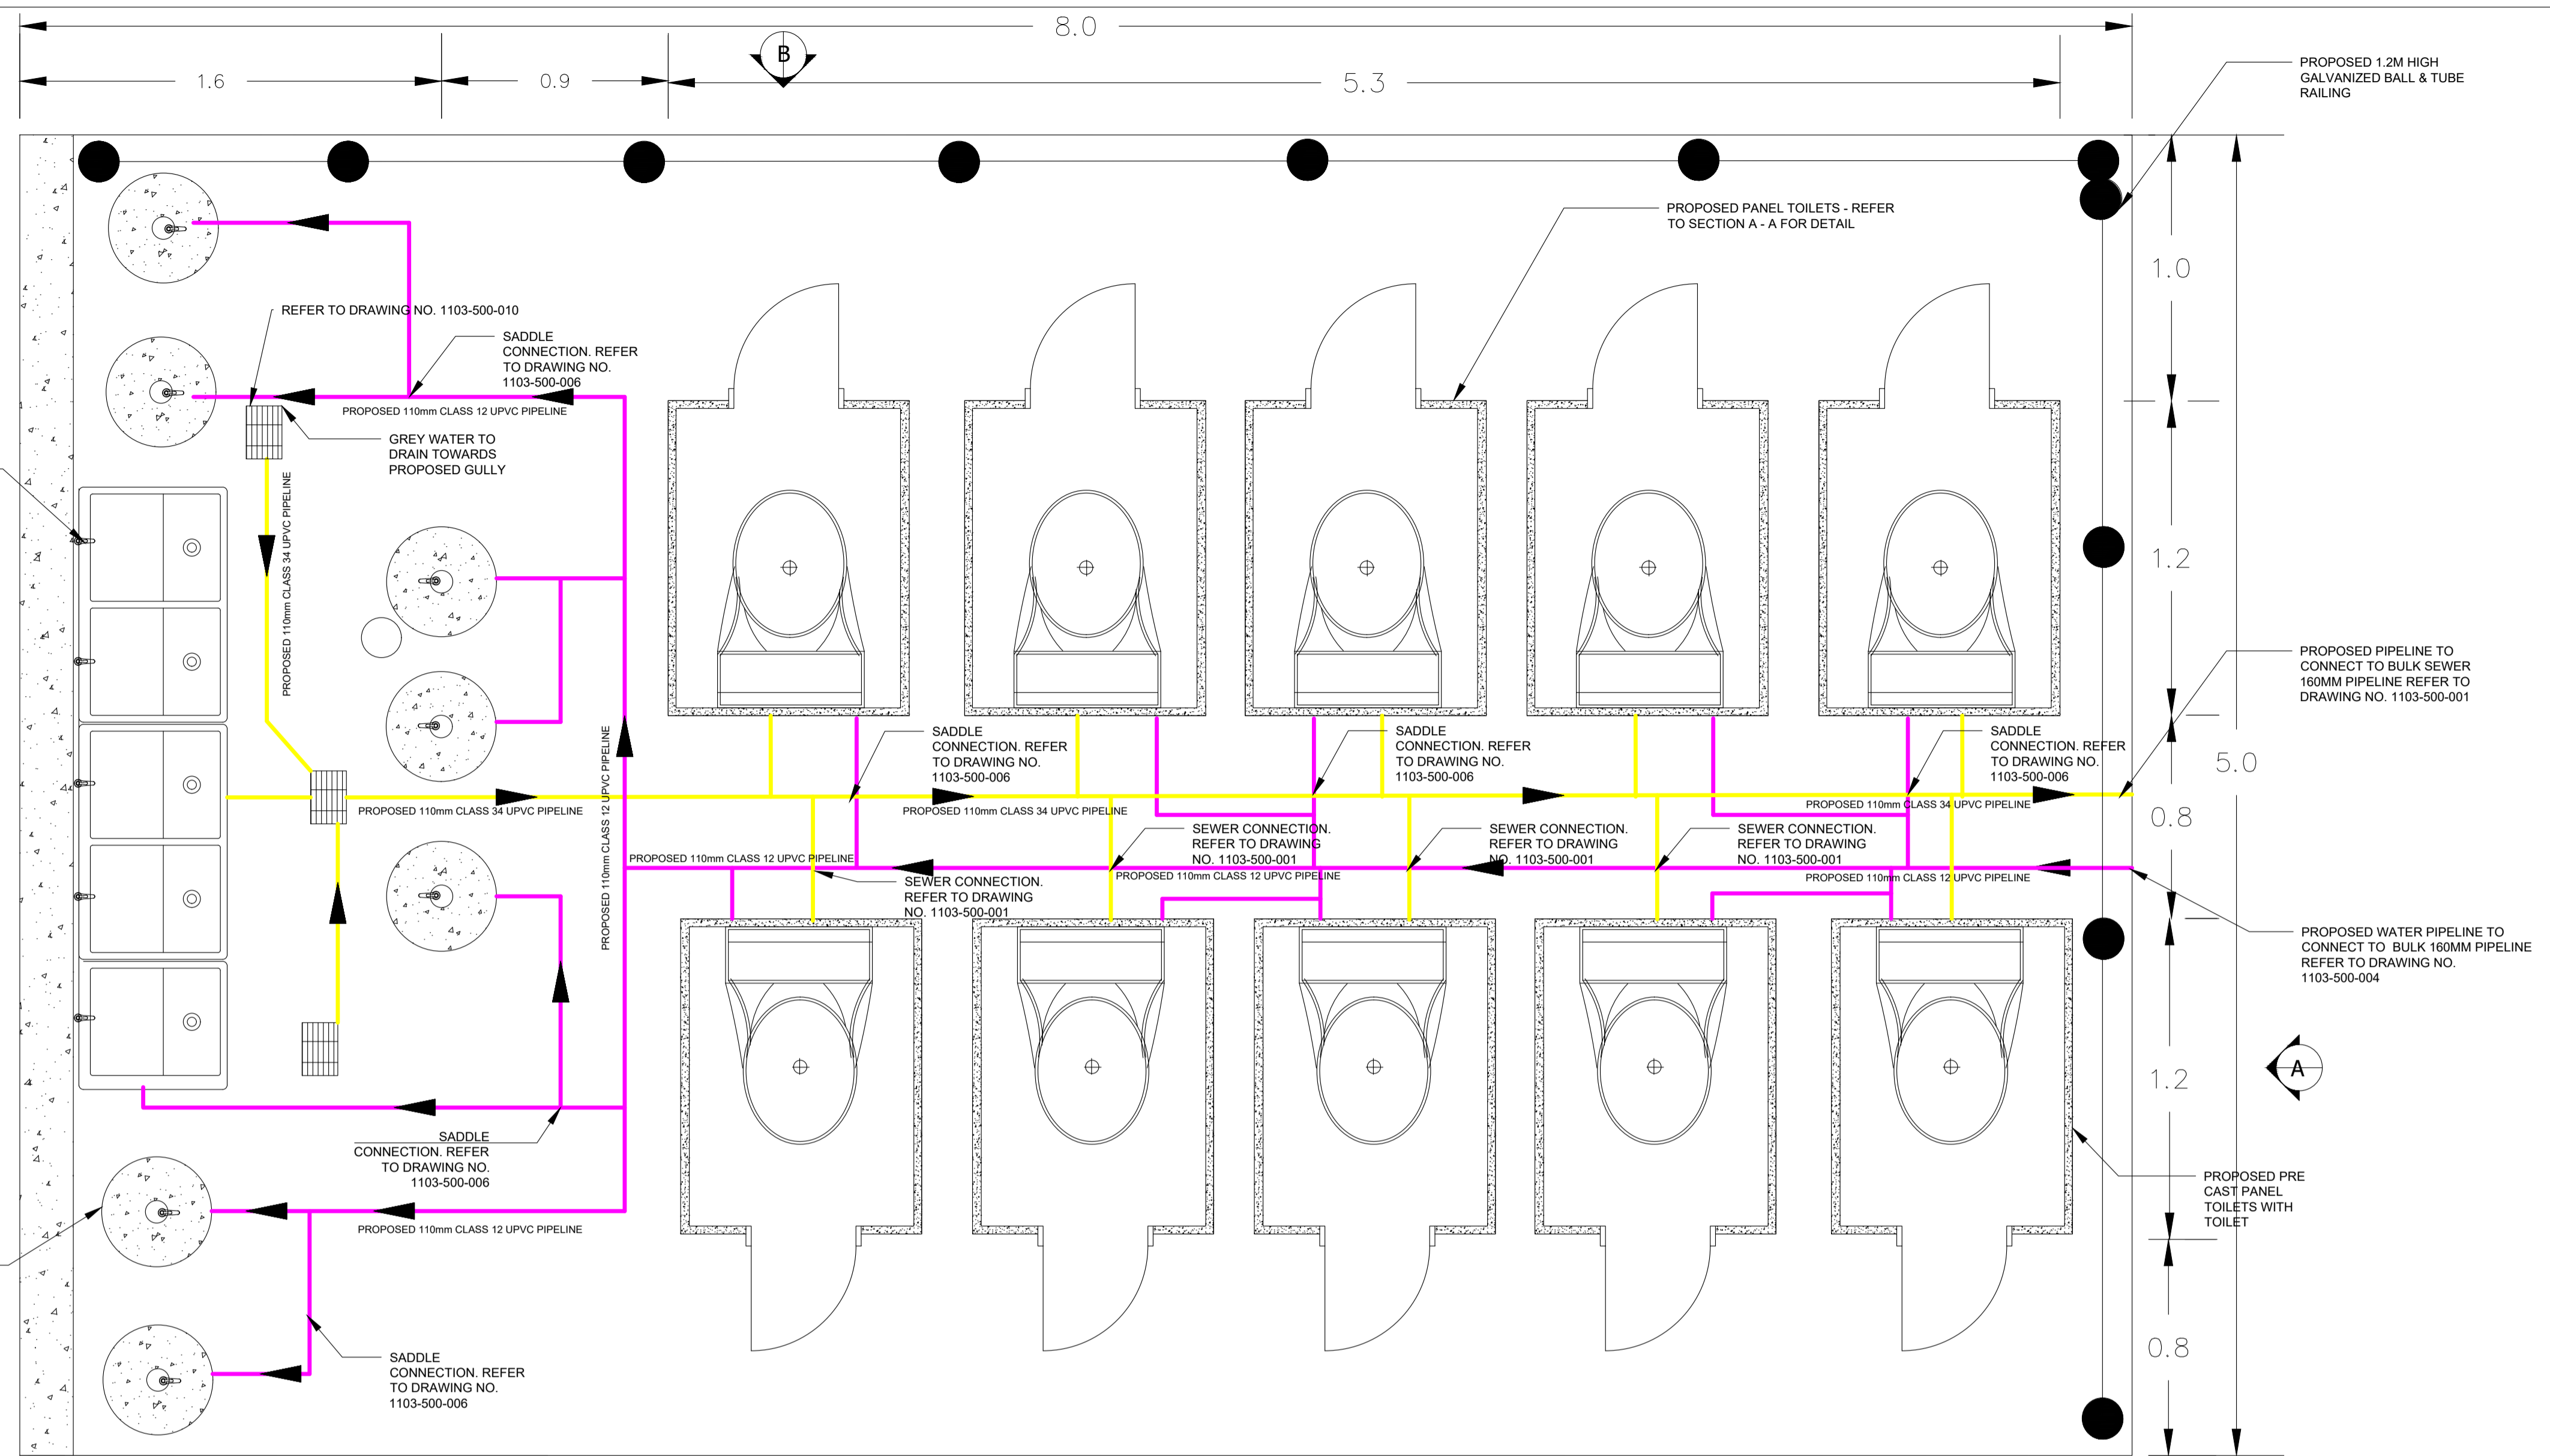 8.0
B
1.6
0.9
5.3
PROPOSED 1.2M HIGH
GALVANIZED BALL & TUBE
RAILING
PROPOSED PANEL TOILETS - REFER
TO SECTION A - A FOR DETAIL
1.0
REFER TO DRAWING NO. 1103-500-010
SADDLE
CONNECTION. REFER
TO DRAWING NO.
1103-500-006
PROPOSED 110mm CLASS 12 UPVC PIPELINE
GREY WATER TO
DRAIN TOWARDS
PROPOSED GULLY
PROPOSED 110mm CLASS 34 UPVC PIPELINE
1.2
PROPOSED PIPELINE TO
CONNECT TO BULK SEWER
160MM PIPELINE REFER TO
DRAWING NO. 1103-500-001
PROPOSED 110mm CLASS 12 UPVC PIPELINE
SADDLE
CONNECTION. REFER
TO DRAWING NO.
1103-500-006
SADDLE
CONNECTION. REFER
TO DRAWING NO.
1103-500-006
SADDLE
CONNECTION. REFER
TO DRAWING NO.
1103-500-006
5.0
PROPOSED 110mm CLASS 34 UPVC PIPELINE
PROPOSED 110mm CLASS 34 UPVC PIPELINE
PROPOSED 110mm CLASS 34 UPVC PIPELINE
0.8
SEWER CONNECTION.
REFER TO DRAWING
NO. 1103-500-001
SEWER CONNECTION.
REFER TO DRAWING
NO. 1103-500-001
SEWER CONNECTION.
REFER TO DRAWING
NO. 1103-500-001
PROPOSED 110mm CLASS 12 UPVC PIPELINE
PROPOSED 110mm CLASS 12 UPVC PIPELINE
PROPOSED 110mm CLASS 12 UPVC PIPELINE
SEWER CONNECTION.
REFER TO DRAWING
NO. 1103-500-001
PROPOSED WATER PIPELINE TO
CONNECT TO BULK 160MM PIPELINE
REFER TO DRAWING NO.
1103-500-004
A
1.2
SADDLE
CONNECTION. REFER
TO DRAWING NO.
1103-500-006
PROPOSED PRE
CAST PANEL
TOILETS WITH
TOILET
PROPOSED 110mm CLASS 12 UPVC PIPELINE
0.8
SADDLE
CONNECTION. REFER
TO DRAWING NO.
1103-500-006